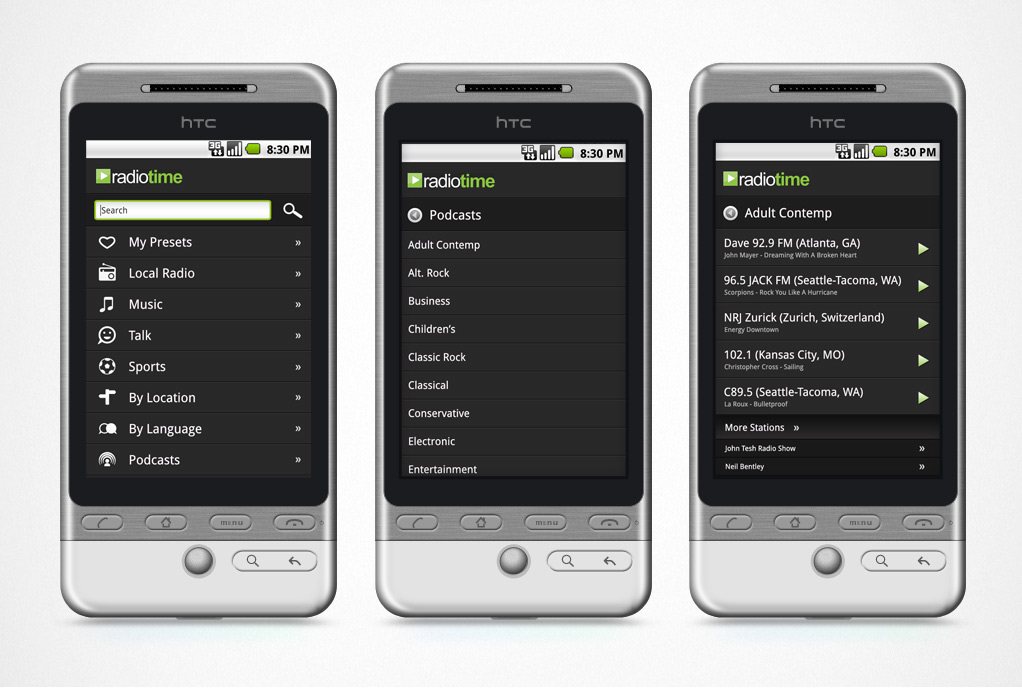 hTC
3G 8:30 PM
radiotime
Search
My Presets »
Local Radio »
Music »
Talk »
Sports »
By Location »
By Language »
Podcasts »
menu
hTC
3G 8:30 PM
radiotime
Podcasts
Adult Contemp
Alt. Rock
Business
Children's
Classic Rock
Classical
Conservative
Electronic
Entertainment
menu
hTC
3G 8:30 PM
radiotime
Adult Contemp
Dave 92.9 FM (Atlanta, GA)
John Mayer - Dreaming With A Broken Heart
96.5 JACK FM (Seattle-Tacoma, WA)
Scorpions - Rock You Like A Hurricane
NRJ Zurick (Zurich, Switzerland)
Energy Downtown
102.1 (Kansas City, MO)
Christopher Cross - Sailing
C89.5 (Seattle-Tacoma, WA)
La Roux - Bulletproof
More Stations »
John Tesh Radio Show »
Neil Bentley »
menu